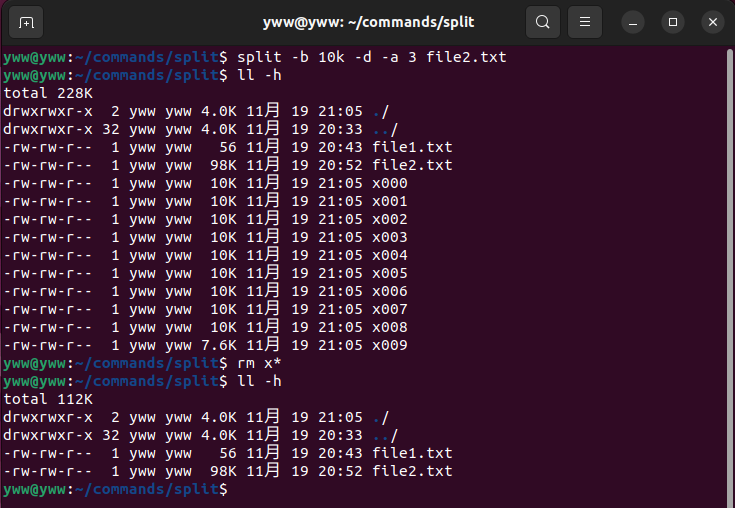 yww@yww: ~/commands/split
yww@yww:~/commands/split$ split -b 10k -d -a 3 file2.txt
yww@yww:~/commands/split$ ll -h
total 228K
drwxrwxr-x  2 yww yww 4.0K 11月 19 21:05 ./
drwxrwxr-x 32 yww yww 4.0K 11月 19 20:33 ../
-rw-rw-r--  1 yww yww   56 11月 19 20:43 file1.txt
-rw-rw-r--  1 yww yww  98K 11月 19 20:52 file2.txt
-rw-rw-r--  1 yww yww  10K 11月 19 21:05 x000
-rw-rw-r--  1 yww yww  10K 11月 19 21:05 x001
-rw-rw-r--  1 yww yww  10K 11月 19 21:05 x002
-rw-rw-r--  1 yww yww  10K 11月 19 21:05 x003
-rw-rw-r--  1 yww yww  10K 11月 19 21:05 x004
-rw-rw-r--  1 yww yww  10K 11月 19 21:05 x005
-rw-rw-r--  1 yww yww  10K 11月 19 21:05 x006
-rw-rw-r--  1 yww yww  10K 11月 19 21:05 x007
-rw-rw-r--  1 yww yww  10K 11月 19 21:05 x008
-rw-rw-r--  1 yww yww 7.6K 11月 19 21:05 x009
yww@yww:~/commands/split$ rm x*
yww@yww:~/commands/split$ ll -h
total 112K
drwxrwxr-x  2 yww yww 4.0K 11月 19 21:05 ./
drwxrwxr-x 32 yww yww 4.0K 11月 19 20:33 ../
-rw-rw-r--  1 yww yww   56 11月 19 20:43 file1.txt
-rw-rw-r--  1 yww yww  98K 11月 19 20:52 file2.txt
yww@yww:~/commands/split$